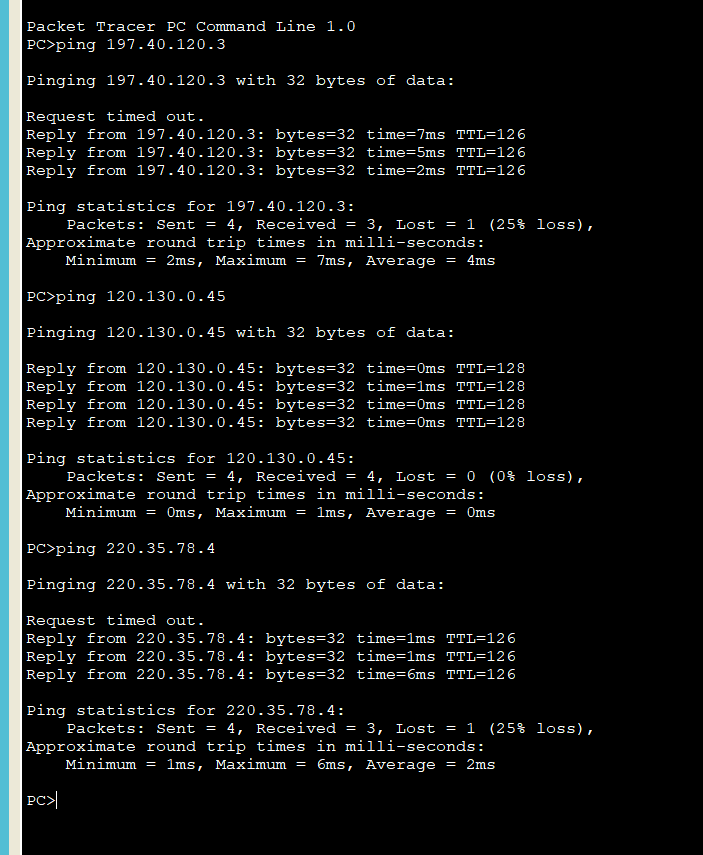 Packet Tracer PC Command Line 1.0
PC>ping 197.40.120.3
Pinging 197.40.120.3 with 32 bytes of data:
Request timed out.
Reply from 197.40.120.3: bytes=32 time=7ms TTL=126
Reply from 197.40.120.3: bytes=32 time=5ms TTL=126
Reply from 197.40.120.3: bytes=32 time=2ms TTL=126
Ping statistics for 197.40.120.3:
Packets: Sent = 4, Received = 3, Lost = 1 (25% loss),
Approximate round trip times in milli-seconds:
Minimum = 2ms, Maximum = 7ms, Average = 4ms
PC>ping 120.130.0.45
Pinging 120.130.0.45 with 32 bytes of data:
Reply from 120.130.0.45: bytes=32 time=0ms TTL=128
Reply from 120.130.0.45: bytes=32 time=1ms TTL=128
Reply from 120.130.0.45: bytes=32 time=0ms TTL=128
Reply from 120.130.0.45: bytes=32 time=0ms TTL=128
Ping statistics for 120.130.0.45:
Packets: Sent = 4, Received = 4, Lost = 0 (0% loss),
Approximate round trip times in milli-seconds:
Minimum = 0ms, Maximum = 1ms, Average = 0ms
PC>ping 220.35.78.4
Pinging 220.35.78.4 with 32 bytes of data:
Request timed out.
Reply from 220.35.78.4: bytes=32 time=1ms TTL=126
Reply from 220.35.78.4: bytes=32 time=1ms TTL=126
Reply from 220.35.78.4: bytes=32 time=6ms TTL=126
Ping statistics for 220.35.78.4:
Packets: Sent = 4, Received = 3, Lost = 1 (25% loss),
Approximate round trip times in milli-seconds:
Minimum = 1ms, Maximum = 6ms, Average = 2ms
PC>